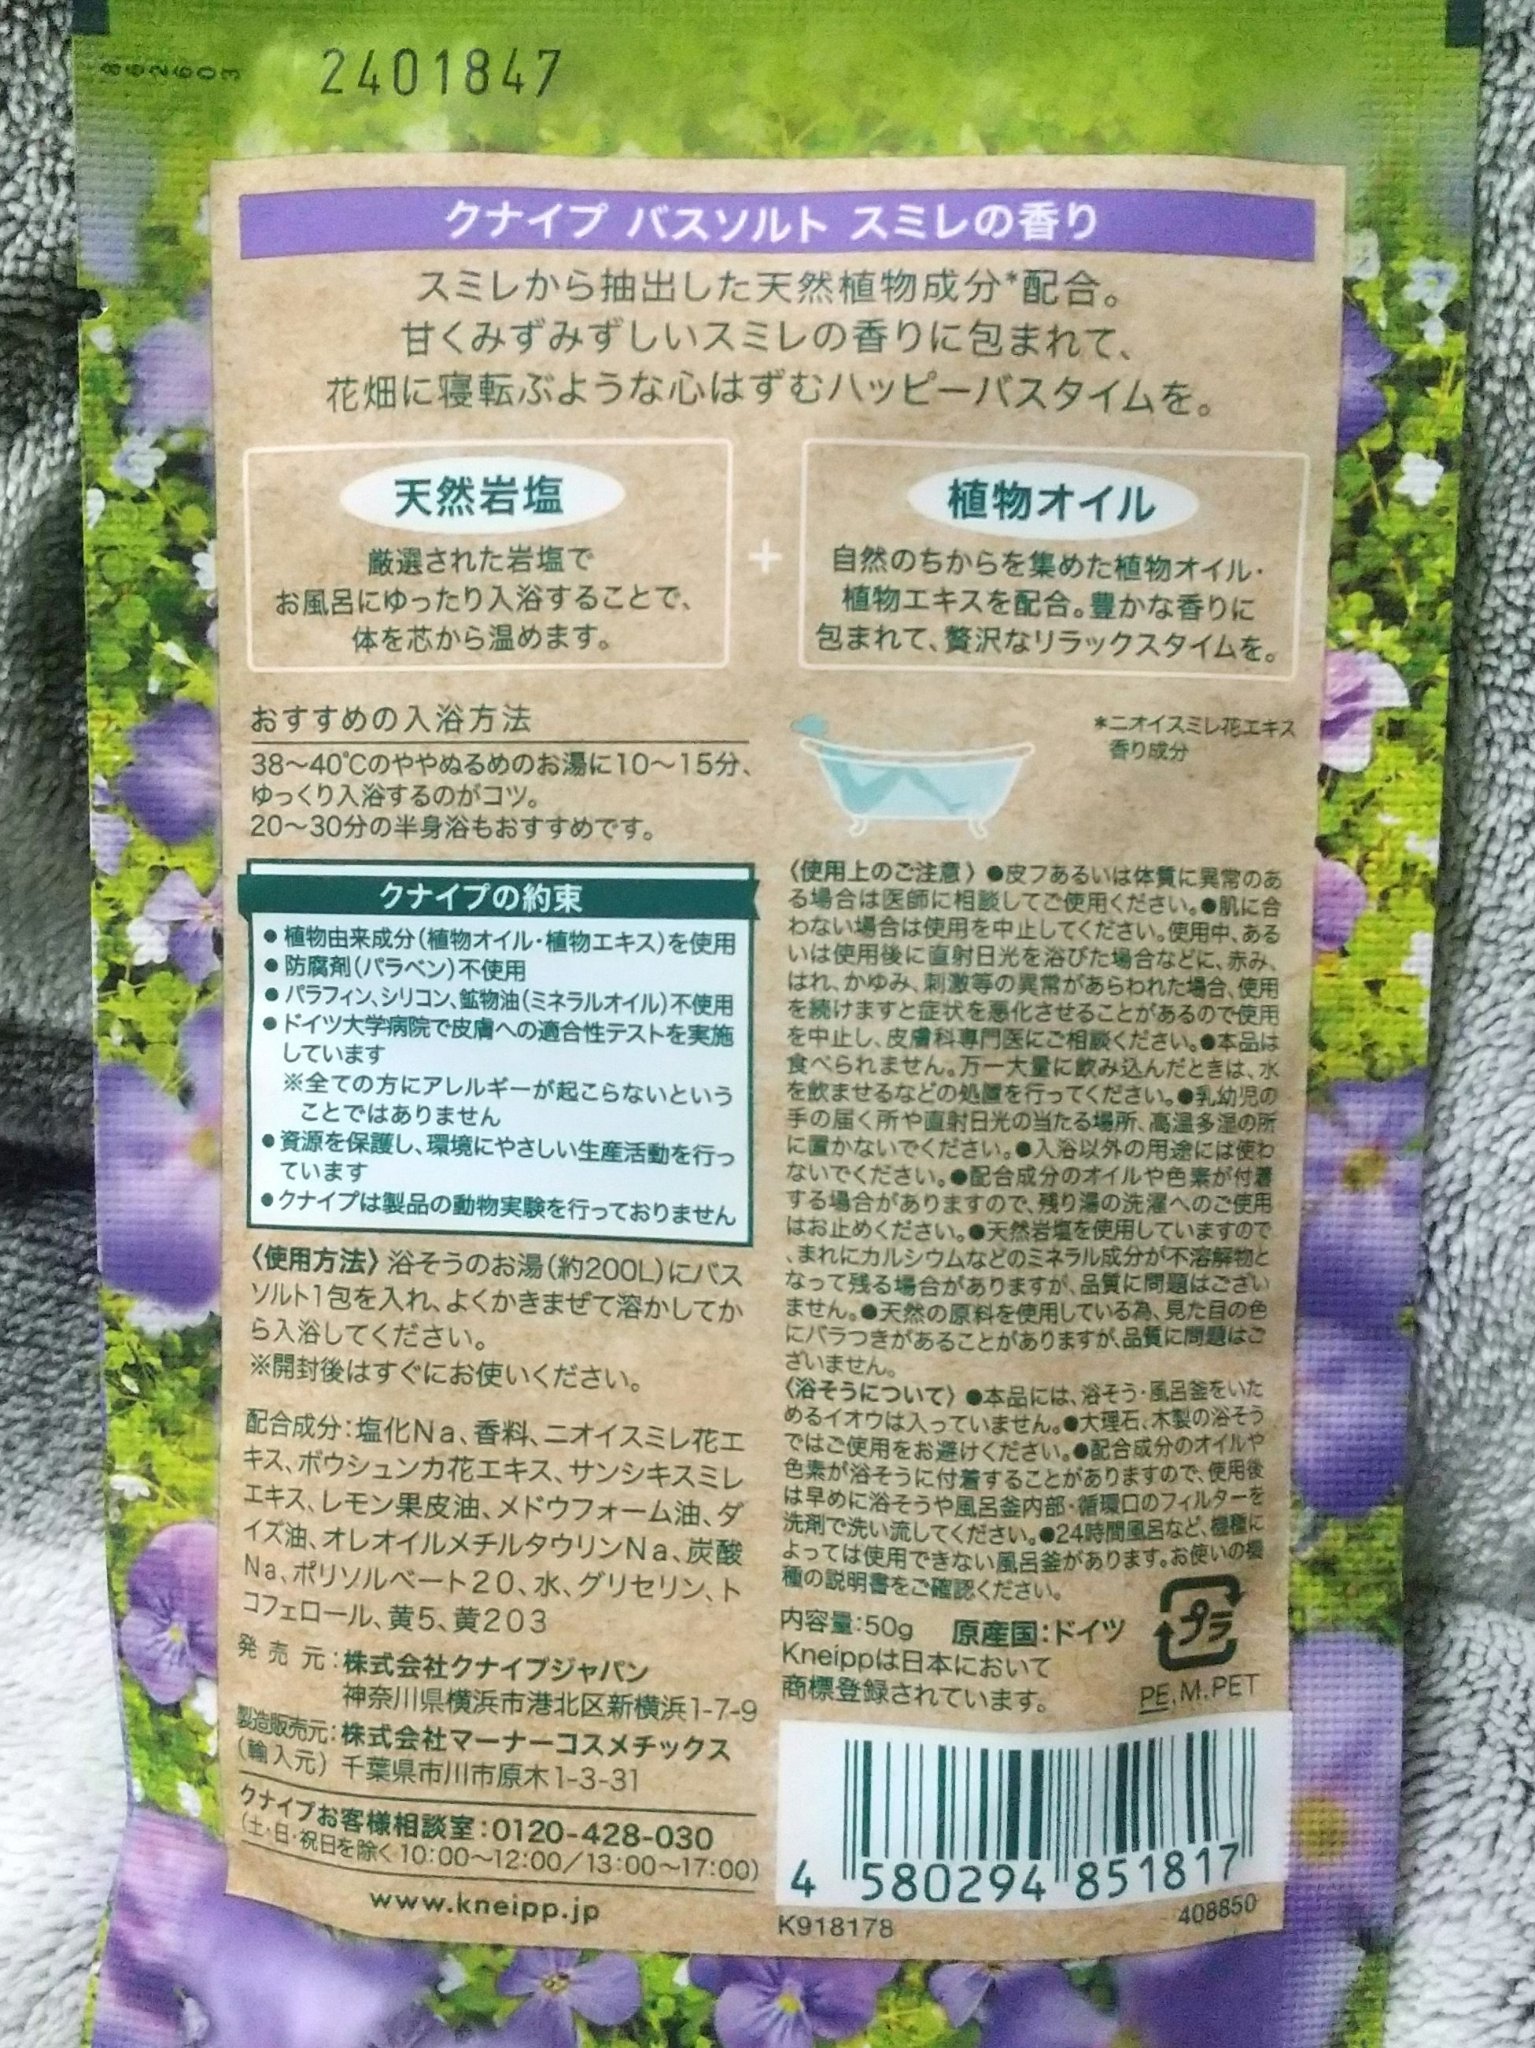 862603
2401847
クナイプ バスソルト スミレの香り
スミレから抽出した天然植物成分*配合。
甘くみずみずしいスミレの香りに包まれて、
花畑に寝転ぶような心はずむハッピーバスタイムを。
天然岩塩
厳選された岩塩で
お風呂にゆったり入浴することで、
体を芯から温めます。
+
植物オイル
自然のちからを集めた植物オイル・
植物エキスを配合。豊かな香りに
包まれて、贅沢なリラックスタイムを。
*ニオイスミレ花エキス
香り成分
おすすめの入浴方法
38〜40℃のややぬるめのお湯に10〜15分、
ゆっくり入浴するのがコツ。
20〜30分の半身浴もおすすめです。
クナイプの約束
●植物由来成分(植物オイル・植物エキス)を使用
●防腐剤(パラベン)不使用
●パラフィン、シリコン、鉱物油(ミネラルオイル)不使用
●ドイツ大学病院で皮膚への適合性テストを実施
しています
※全ての方にアレルギーが起こらないという
ことではありません
●資源を保護し、環境にやさしい生産活動を行っ
ています
●クナイプは製品の動物実験を行っておりません
〈使用方法〉浴そうのお湯(約200L)にバス
ソルト1包を入れ、よくかきまぜて溶かしてか
ら入浴してください。
※開封後はすぐにお使いください。
配合成分:塩化Na、香料、ニオイスミレ花エ
キス、ボウシュンカ花エキス、サンシキスミレ
エキス、レモン果皮油、メドウフォーム油、ダ
イズ油、オレオイルメチルタウリンNa、炭酸
Na、ポリソルベート20、水、グリセリン、ト
コフェロール、黄5、黄203
発売元:株式会社クナイプジャパン
神奈川県横浜市港北区新横浜1-7-9
製造販売元:株式会社マーナーコスメチックス
(輸入元) 千葉県市川市原木1-3-31
クナイプお客様相談室:0120-428-030
(土・日・祝日を除く 10:00〜12:00/13:00〜17:00)
www.kneipp.jp
〈使用上のご注意〉●皮フあるいは体質に異常のあ
る場合は医師に相談してご使用ください。●肌に合
わない場合は使用を中止してください。使用中、ある
いは使用後に直射日光を浴びた場合などに、赤み、
はれ、かゆみ、刺激等の異常があらわれた場合、使用
を続けますと症状を悪化させることがあるので使用
を中止し、皮膚科専門医にご相談ください。●本品は
食べられません。万一大量に飲み込んだときは、水
を飲ませるなどの処置を行ってください。●乳幼児の
手の届く所や直射日光の当たる場所、高温多湿の所
に置かないでください。●入浴以外の用途には使わ
ないでください。●配合成分のオイルや色素が付着
する場合がありますので、残り湯の洗濯へのご使用
はお止めください。●天然岩塩を使用していますので
、まれにカルシウムなどのミネラル成分が不溶解物と
なって残る場合がありますが、品質に問題はござい
ません。●天然の原料を使用している為、見た目の色
にバラつきがあることがありますが、品質に問題はご
ざいません。
〈浴そうについて〉●本品には、浴そう・風呂釜をいた
めるイオウは入っていません。●大理石、木製の浴そう
ではご使用をお避けください。●配合成分のオイルや
色素が浴そうに付着することがありますので、使用後
は早めに浴そうや風呂釜内部・循環口のフィルターを
洗剤で洗い流してください。●24時間風呂など、機種に
よっては使用できない風呂釜があります。お使いの機
種の説明書をご確認ください。
内容量:50g 原産国:ドイツ
Kneippは日本において
商標登録されています。
プラ
PE,M,PET
4 580294 851817
K918178
408850